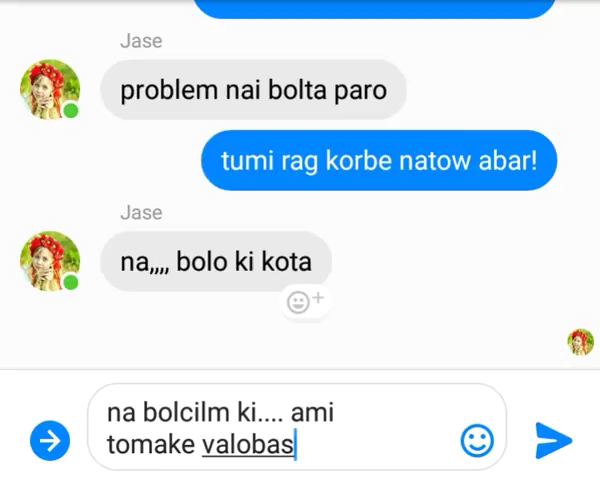 Jase
problem nai bolta paro
tumi rag korbe natow abar!
Jase
na,,,, bolo ki kota
na bolcilm ki.... ami
tomake valobas